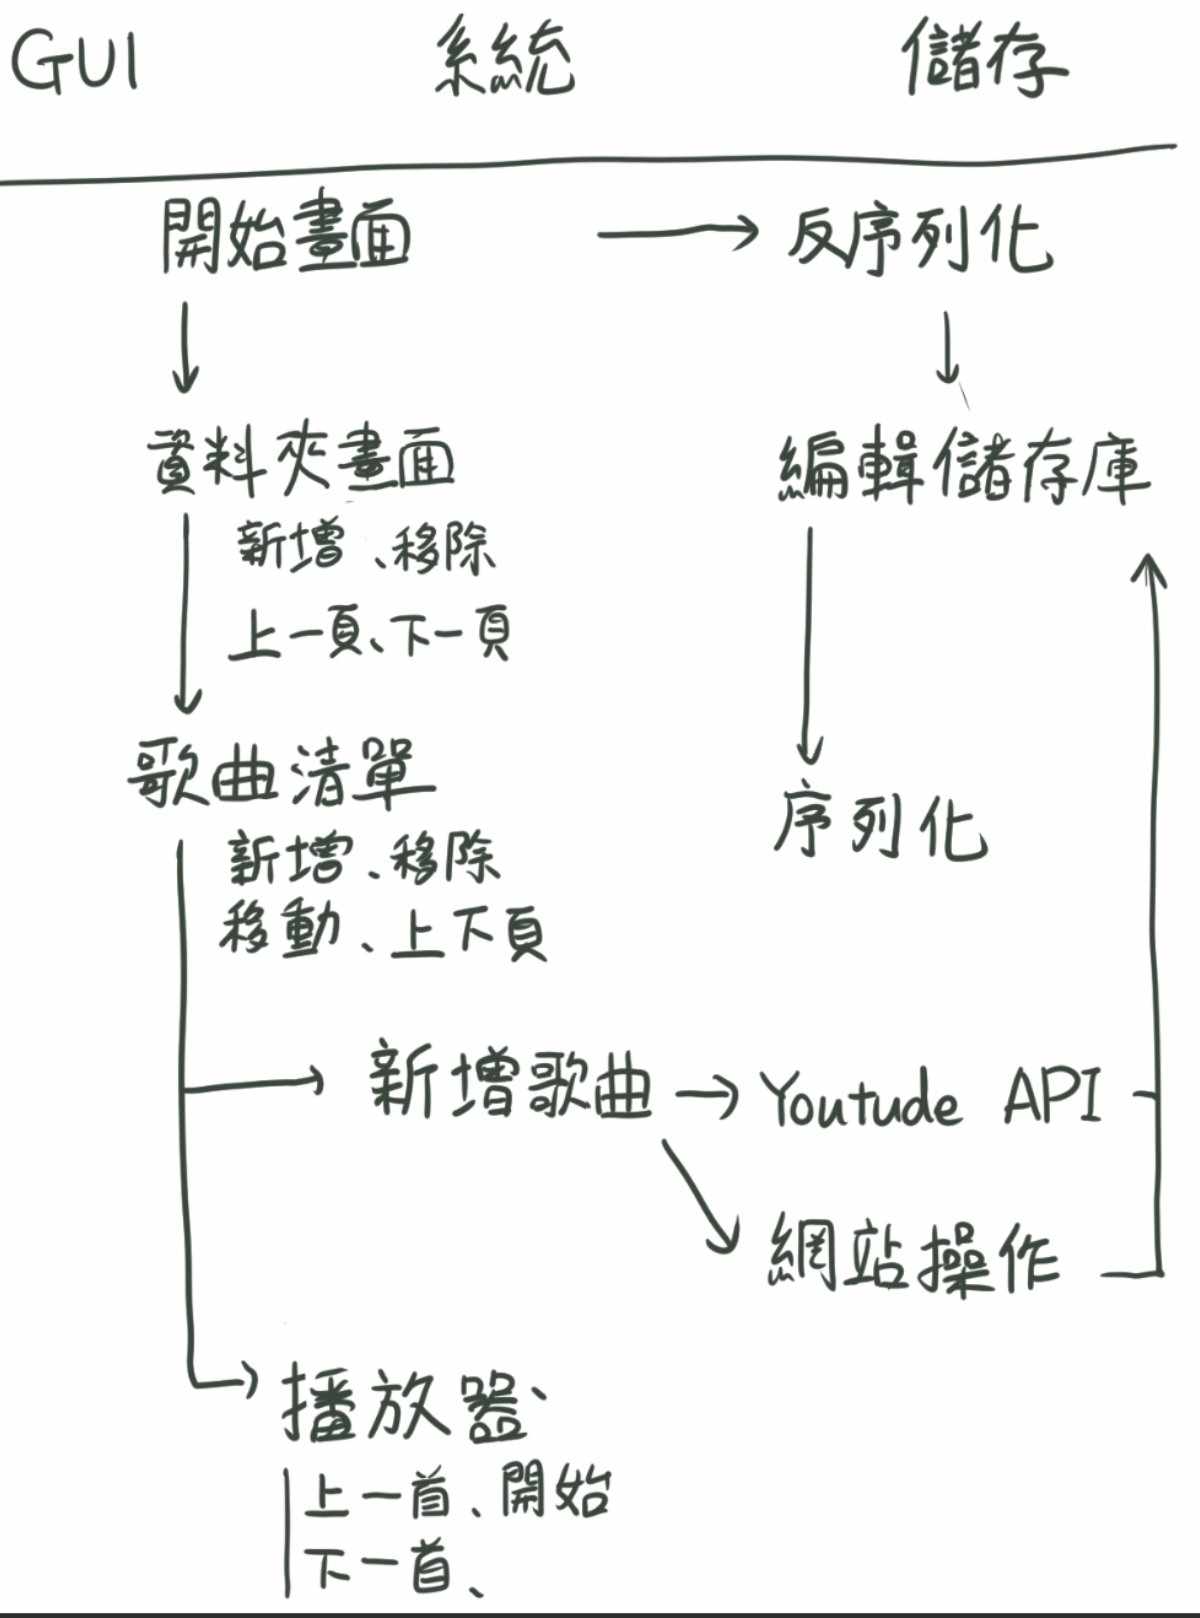 GUI 系統 儲存
開始畫面 → 反序列化
資料夾畫面 編輯儲存庫
新增、移除
上一頁、下一頁
歌曲清單
序列化
新增、移除
移動、上下頁
新增歌曲 → Youtude API
網站操作
播放器、
上一首、開始
下一首、